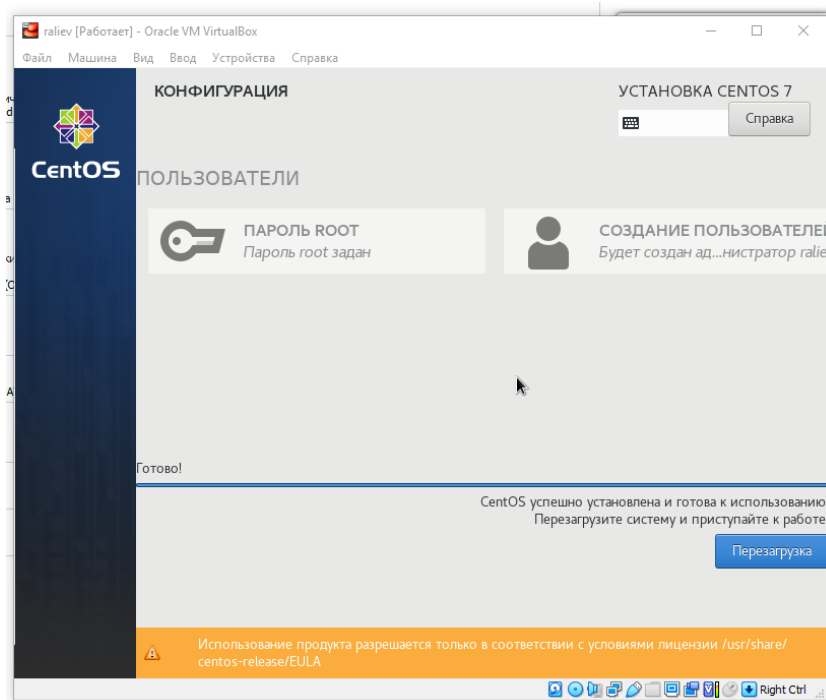 raliev [Работает] - Oracle VM VirtualBox
Файл Машина Вид Ввод Устройства Справка
КОНФИГУРАЦИЯ
УСТАНОВКА CENTOS 7
Справка
CentOS
ПОЛЬЗОВАТЕЛИ
ПАРОЛЬ ROOT
Пароль root задан
СОЗДАНИЕ ПОЛЬЗОВАТЕЛЕЙ
Будет создан ад...нистратор ralie
Готово!
CentOS успешно установлена и готова к использованию
Перезагрузите систему и приступайте к работе
Перезагрузка
Использование продукта разрешается только в соответствии с условиями лицензии /usr/share/
centos-release/EULA
Right Ctrl